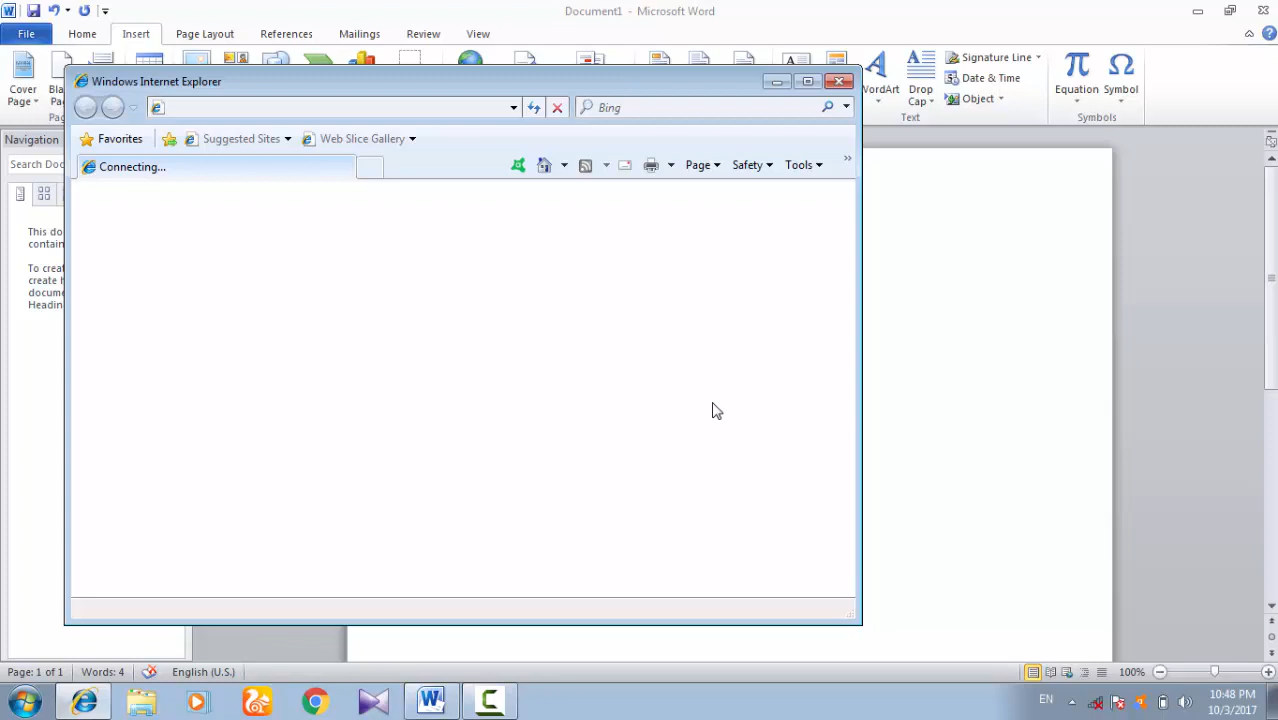 Document1 - Microsoft Word
File Home Insert Page Layout References Mailings Review View
Cover Page
WordArt Drop Cap
Signature Line
Date & Time
Object
Equation Symbol
Text Symbols
Windows Internet Explorer
Bing
Favorites Suggested Sites Web Slice Gallery
Connecting...
Page Safety Tools
Navigation
Search Doc
This do
contain
To creat
create h
docume
Headin
Page: 1 of 1 Words: 4 English (U.S.) 100%
EN
10:48 PM
10/3/2017